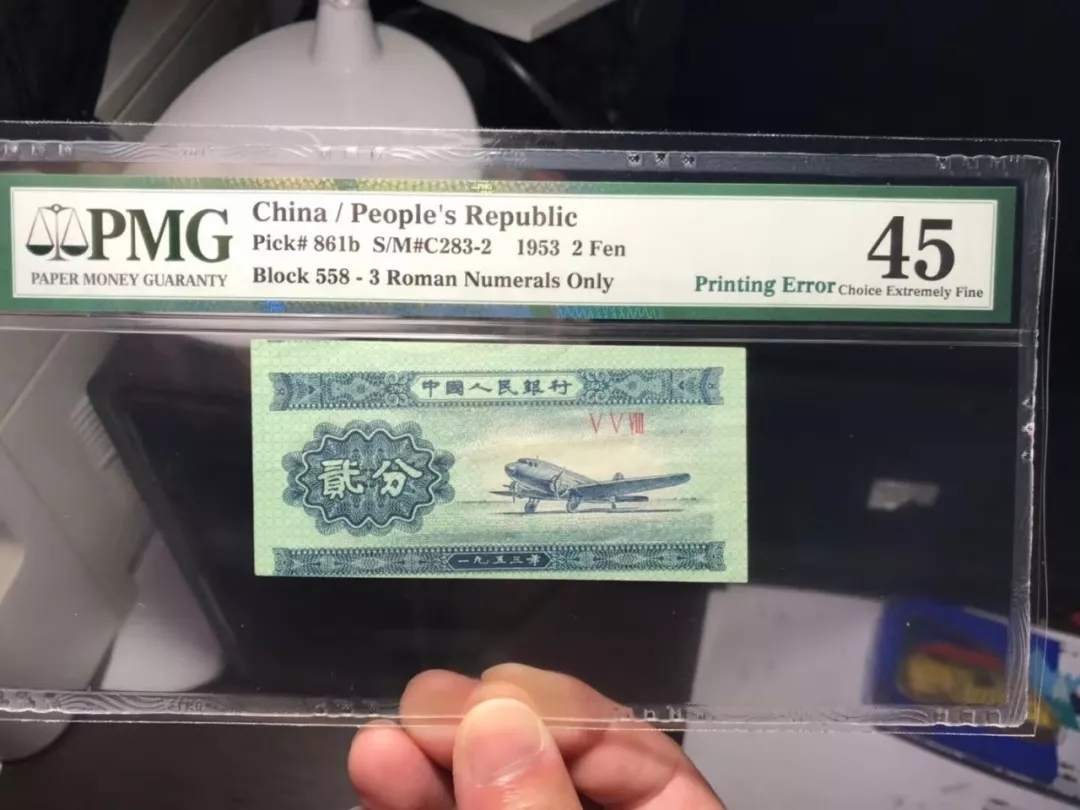 PMG
PAPER MONEY GUARANTY
China / People's Republic
Pick# 861b S/M#C283-2 1953 2 Fen
Block 558 - 3 Roman Numerals Only
45
Printing Error Choice Extremely Fine
中國人民銀行
V V VIII
貳分
一九五三年